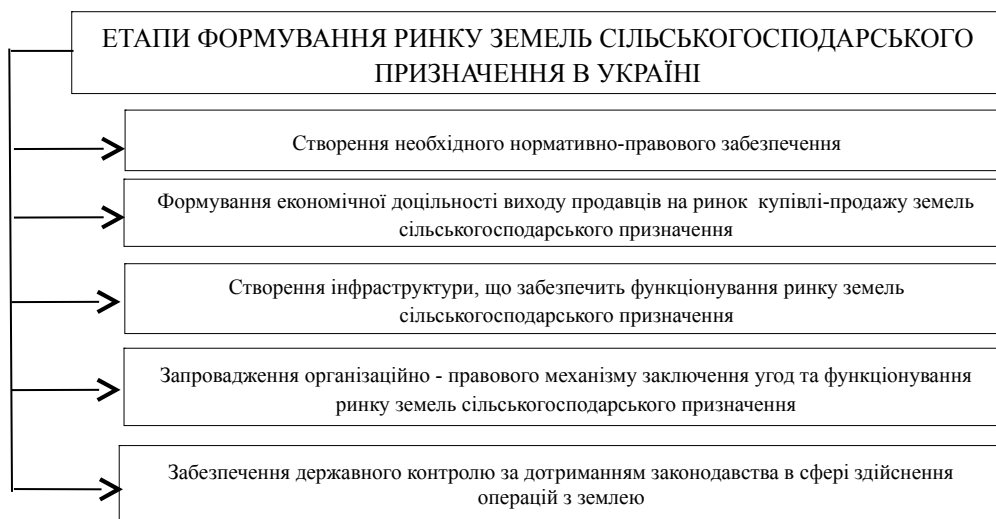 ЕТАПИ ФОРМУВАННЯ РИНКУ ЗЕМЕЛЬ СІЛЬСЬКОГОСПОДАРСЬКОГО
ПРИЗНАЧЕННЯ В УКРАЇНІ
Створення необхідного нормативно-правового забезпечення
Формування економічної доцільності виходу продавців на ринок купівлі-продажу земель
сільськогосподарського призначення
Створення інфраструктури, що забезпечить функціонування ринку земель
сільськогосподарського призначення
Запровадження організаційно - правового механізму заключення угод та функціонування
ринку земель сільськогосподарського призначення
Забезпечення державного контролю за дотриманням законодавства в сфері здійснення
операцій з землею